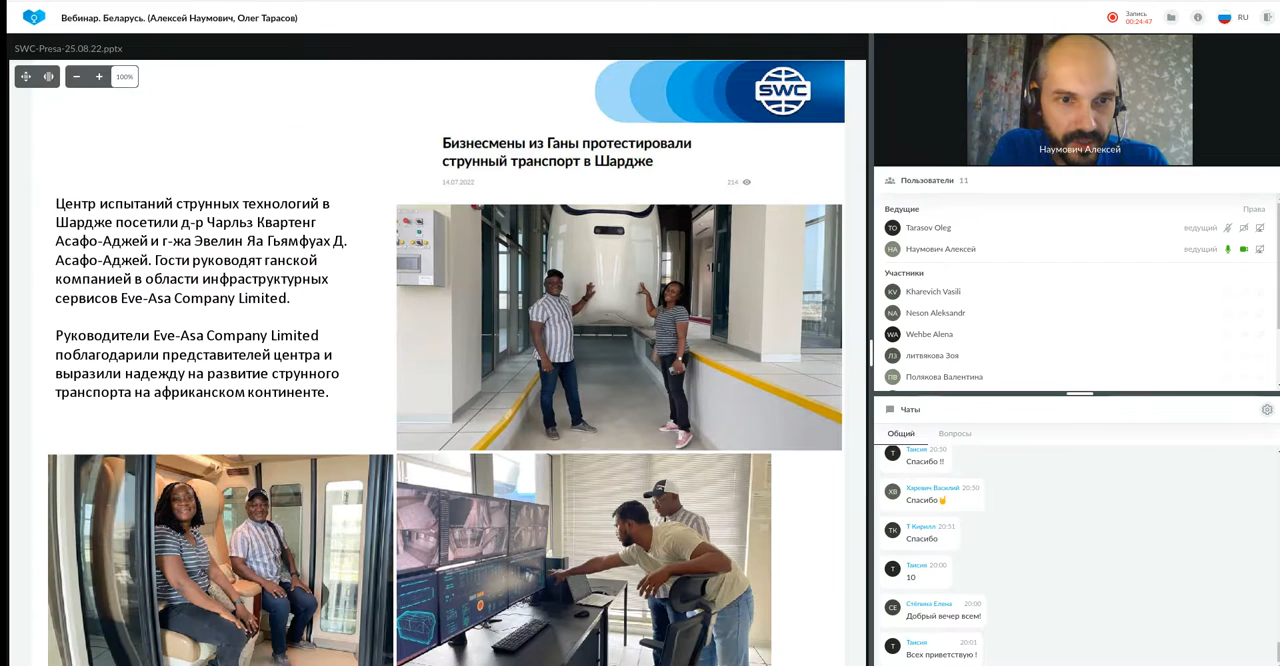 Вебинар. Беларусь. (Алексей Наумович, Олег Тарасов)
Запись
00:24:47
RU
SWC-Presa-25.08.22.pptx
100%
SWC
Бизнесмены из Ганы протестировали
струнный транспорт в Шардже
14.07.2022
214
Центр испытаний струнных технологий в
Шардже посетили д-р Чарльз Квартенг
Асафо-Аджей и г-жа Эвелин Яа Гьямфуах Д.
Асафо-Аджей. Гости руководят ганской
компанией в области инфраструктурных
сервисов Eve-Asa Company Limited.
Руководители Eve-Asa Company Limited
поблагодарили представителей центра и
выразили надежду на развитие струнного
транспорта на африканском континенте.
Наумович Алексей
Пользователи 11
Ведущие
Права
TO Tarasov Oleg ведущий
НА Наумович Алексей ведущий
Участники
KV Kharevich Vasili
NA Neson Aleksandr
WA Wehbe Alena
ЛЗ литвякова Зоя
ПВ Полякова Валентина
Чаты
Общий Вопросы
Т Таисия 20:50
Спасибо !!
ХВ Харевич Василий 20:50
Спасибо🤘
ТК Т Кирилл 20:51
Спасибо
Т Таисия 20:00
10
СЕ Стёпина Елена 20:00
Добрый вечер всем!
Т Таисия 20:01
Всех приветствую !